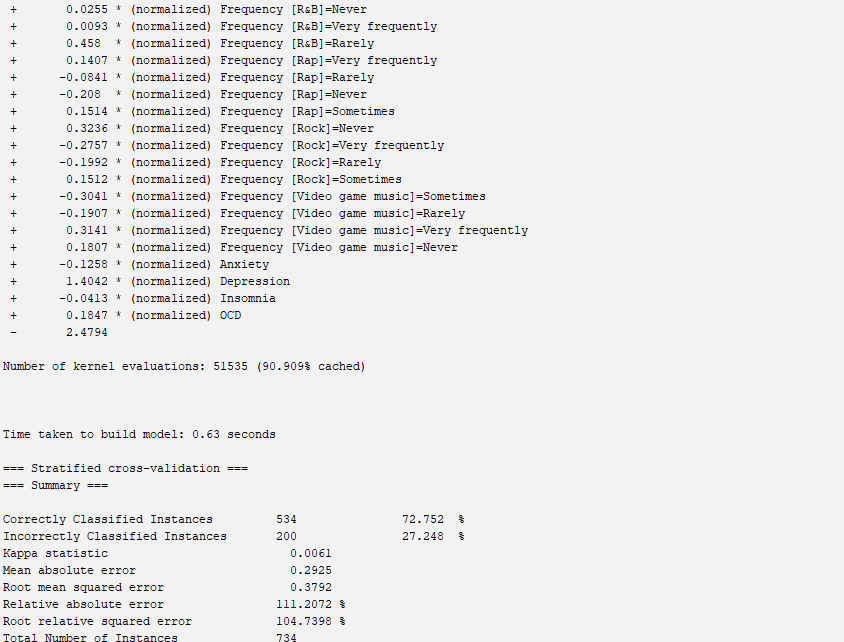 + 0.0255 * (normalized) Frequency [R&B]=Never
+ 0.0093 * (normalized) Frequency [R&B]=Very frequently
+ 0.458 * (normalized) Frequency [R&B]=Rarely
+ 0.1407 * (normalized) Frequency [Rap]=Very frequently
+ -0.0841 * (normalized) Frequency [Rap]=Rarely
+ -0.208 * (normalized) Frequency [Rap]=Never
+ 0.1514 * (normalized) Frequency [Rap]=Sometimes
+ 0.3236 * (normalized) Frequency [Rock]=Never
+ -0.2757 * (normalized) Frequency [Rock]=Very frequently
+ -0.1992 * (normalized) Frequency [Rock]=Rarely
+ 0.1512 * (normalized) Frequency [Rock]=Sometimes
+ -0.3041 * (normalized) Frequency [Video game music]=Sometimes
+ -0.1907 * (normalized) Frequency [Video game music]=Rarely
+ 0.3141 * (normalized) Frequency [Video game music]=Very frequently
+ 0.1807 * (normalized) Frequency [Video game music]=Never
+ -0.1258 * (normalized) Anxiety
+ 1.4042 * (normalized) Depression
+ -0.0413 * (normalized) Insomnia
+ 0.1847 * (normalized) OCD
- 2.4794
Number of kernel evaluations: 51535 (90.909% cached)
Time taken to build model: 0.63 seconds
=== Stratified cross-validation ===
=== Summary ===
Correctly Classified Instances 534 72.752 %
Incorrectly Classified Instances 200 27.248 %
Kappa statistic 0.0061
Mean absolute error 0.2925
Root mean squared error 0.3792
Relative absolute error 111.2072 %
Root relative squared error 104.7398 %
Total Number of Instances 734